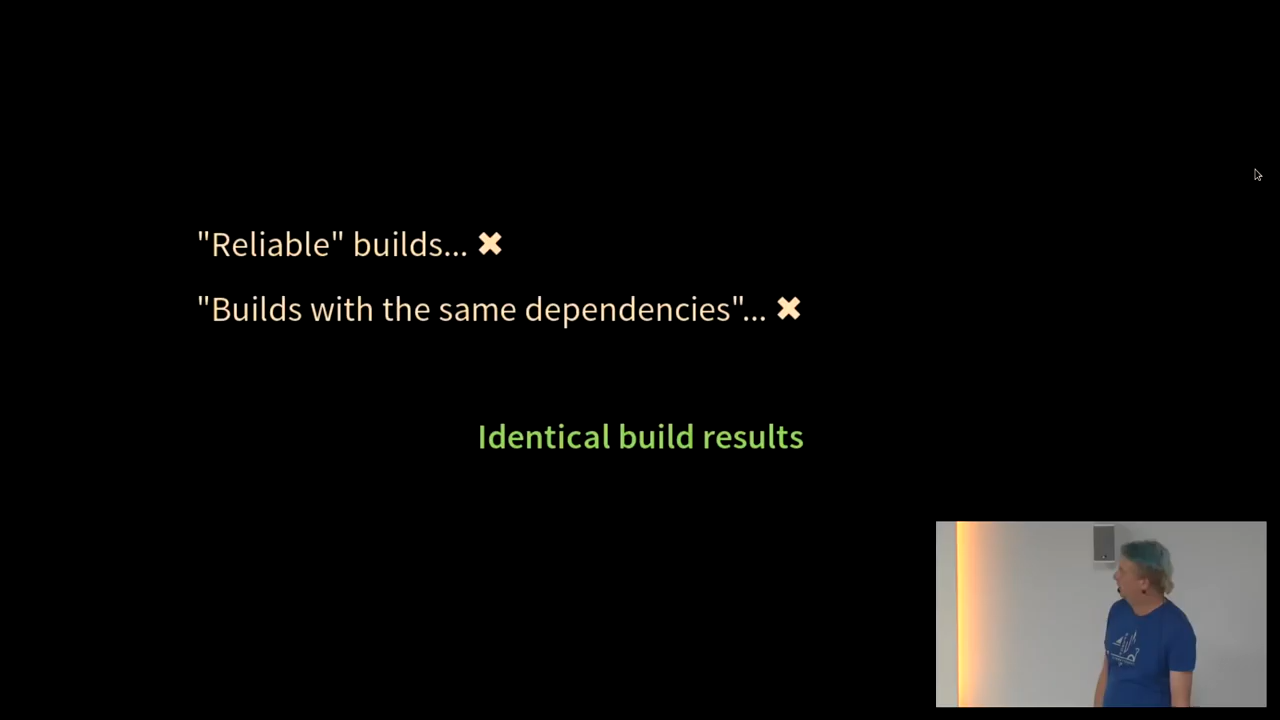 "Reliable" builds... ✖
"Builds with the same dependencies"... ✖
Identical build results